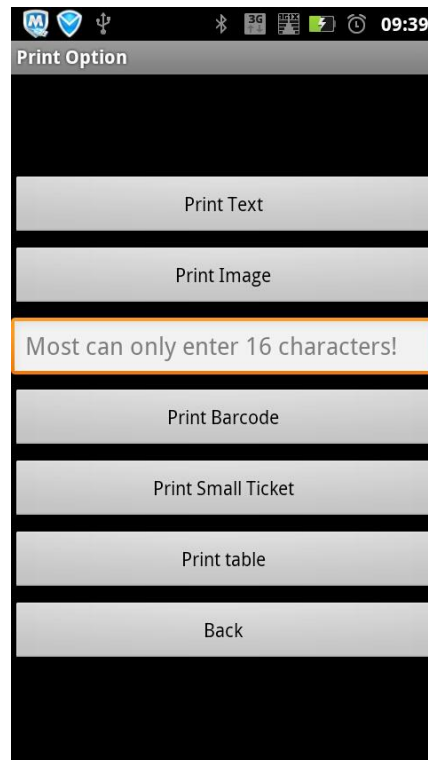 3G
09:39
Print Option
Print Text
Print Image
Most can only enter 16 characters!
Print Barcode
Print Small Ticket
Print table
Back